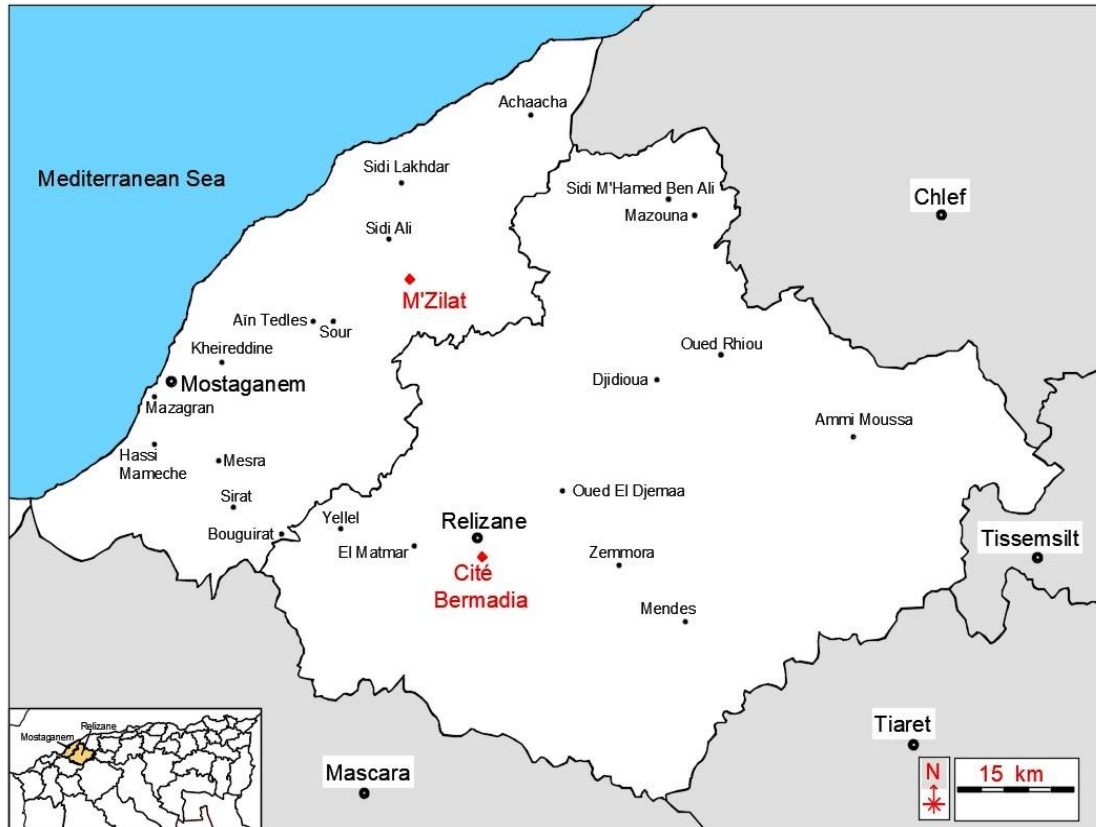 Achaacha
Mediterranean Sea
Sidi Lakhdar
Sidi M'Hamed Ben Ali
Chlef
Mazouna
Sidi Ali
M'Zilat
Aïn Tedles
Sour
Kheireddine
Oued Rhiou
Mostaganem
Djidioua
Mazagran
Ammi Moussa
Hassi
Mameche
Mesra
Sirat
Oued El Djemaa
Yellel
Relizane
Bouguirat
El Matmar
Zemmora
Tissemsilt
Cité
Bermadia
Mendes
Relizane
Mostaganem
Tiaret
Mascara
N
15 km